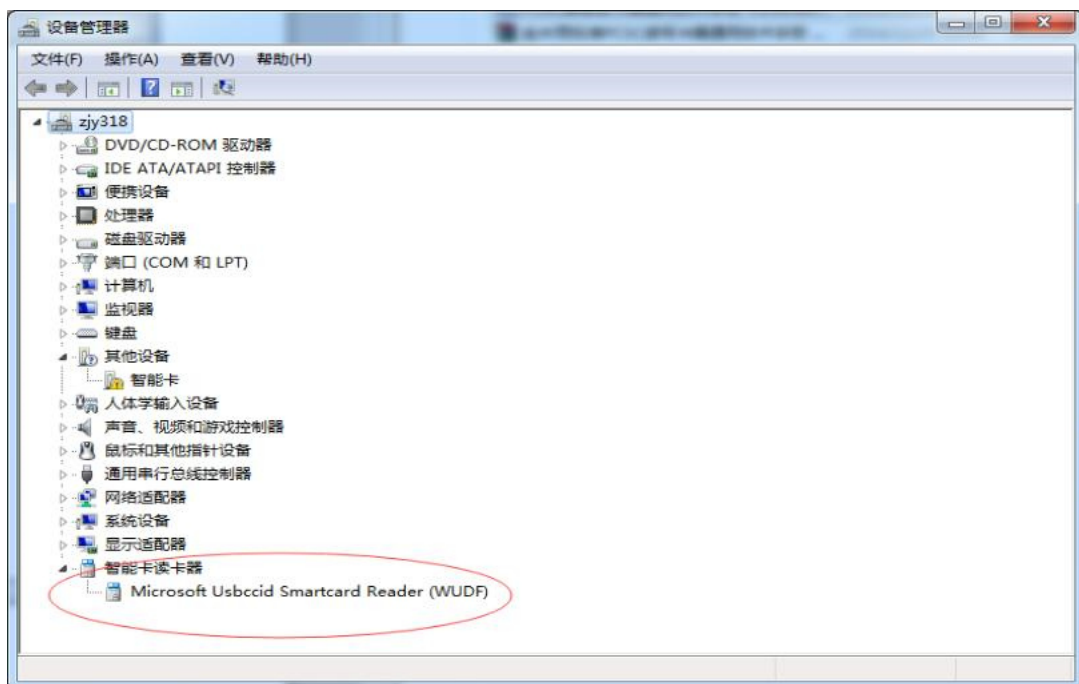 设备管理器
文件(F) 操作(A) 查看(V) 帮助(H)
zjy318
DVD/CD-ROM 驱动器
IDE ATA/ATAPI 控制器
便携设备
处理器
磁盘驱动器
端口 (COM 和 LPT)
计算机
监视器
键盘
其他设备
智能卡
人体学输入设备
声音、视频和游戏控制器
鼠标和其他指针设备
通用串行总线控制器
网络适配器
系统设备
显示适配器
智能卡读卡器
Microsoft Usbccid Smartcard Reader (WUDF)